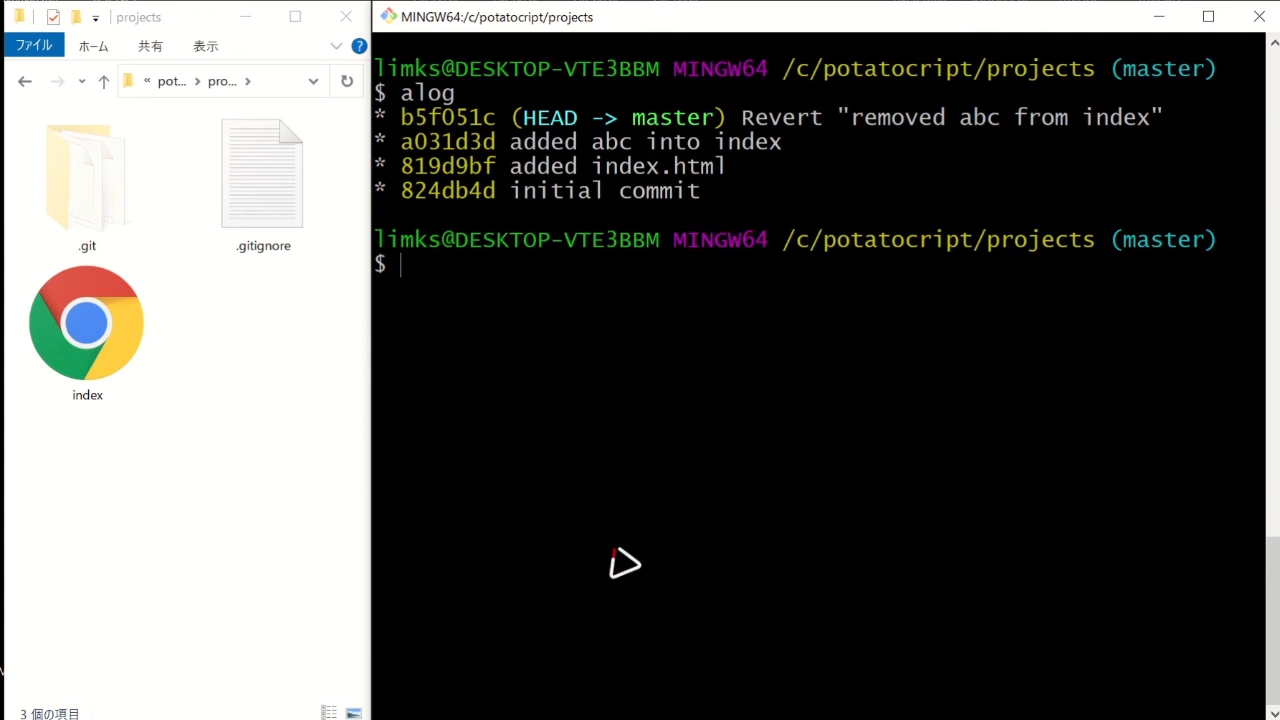 projects
ファイル ホーム 共有 表示
« pot... pro...
.git
.gitignore
index
3 個の項目
MINGW64:/c/potatocript/projects
limks@DESKTOP-VTE3BBM MINGW64 /c/potatocript/projects (master)
$ alog
* b5f051c (HEAD -> master) Revert "removed abc from index"
* a031d3d added abc into index
* 819d9bf added index.html
* 824db4d initial commit
limks@DESKTOP-VTE3BBM MINGW64 /c/potatocript/projects (master)
$